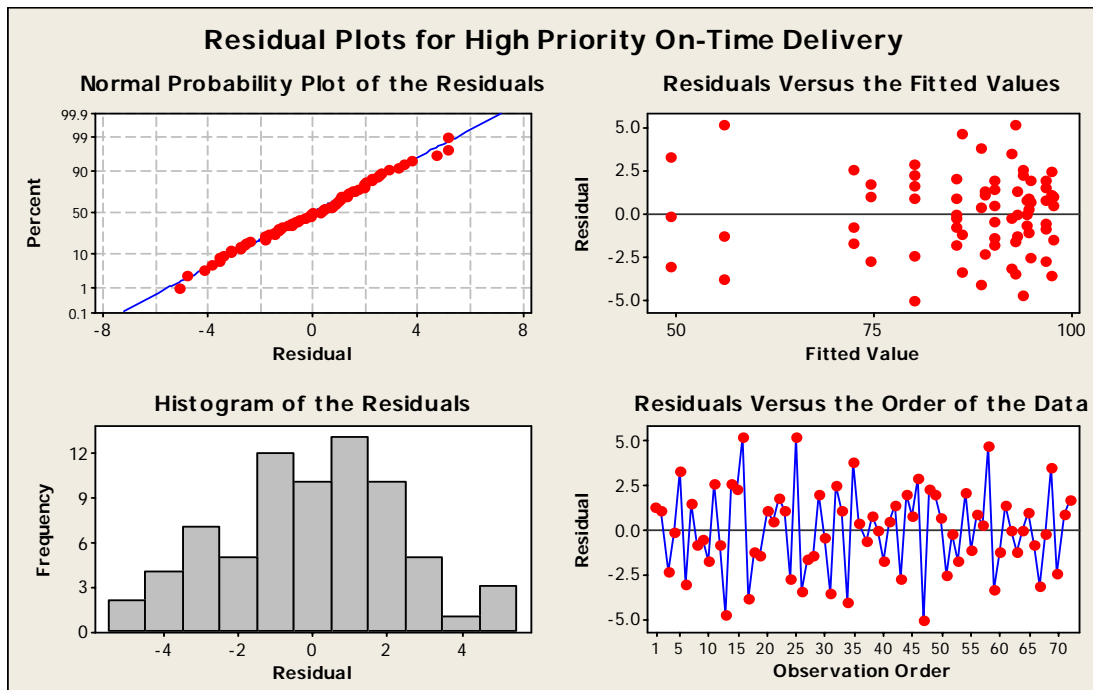 Residual Plots for High Priority On-Time Delivery
Normal Probability Plot of the Residuals
99.9
99
90
50
10
1
0.1
Percent
-8 -4 0 4 8
Residual
Residuals Versus the Fitted Values
5.0
2.5
0.0
-2.5
-5.0
Residual
50 75 100
Fitted Value
Histogram of the Residuals
12
9
6
3
0
Frequency
-4 -2 0 2 4
Residual
Residuals Versus the Order of the Data
5.0
2.5
0.0
-2.5
-5.0
Residual
1 5 10 15 20 25 30 35 40 45 50 55 60 65 70
Observation Order